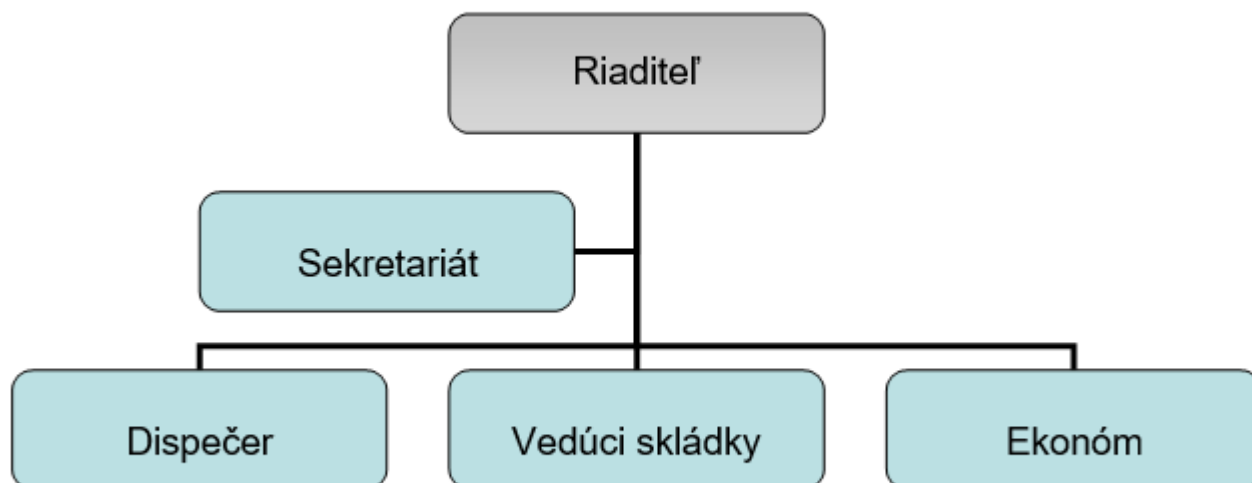 Riaditeľ
Sekretariát
Dispečer
Vedúci skládky
Ekonóm